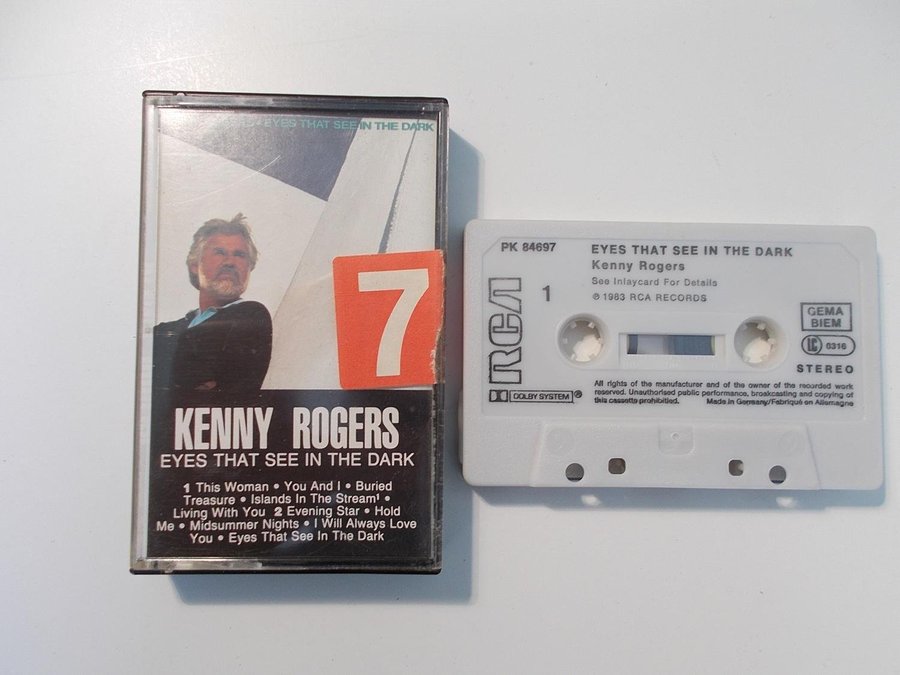 EYES THAT SEE IN THE DARK
7
KENNY ROGERS
EYES THAT SEE IN THE DARK
1 This Woman • You And I • Buried
Treasure • Islands In The Stream¹ •
Living With You 2 Evening Star • Hold
Me • Midsummer Nights • I Will Always Love
You • Eyes That See In The Dark
PK 84697
EYES THAT SEE IN THE DARK
Kenny Rogers
See Inlaycard For Details
℗ 1983 RCA RECORDS
1
RCA
GEMA
BIEM
LC 0316
STEREO
DOLBY SYSTEM ®
All rights of the manufacturer and of the owner of the recorded work
reserved. Unauthorised public performance, broadcasting and copying of
this cassette prohibited. Made in Germany/Fabriqué en Allemagne